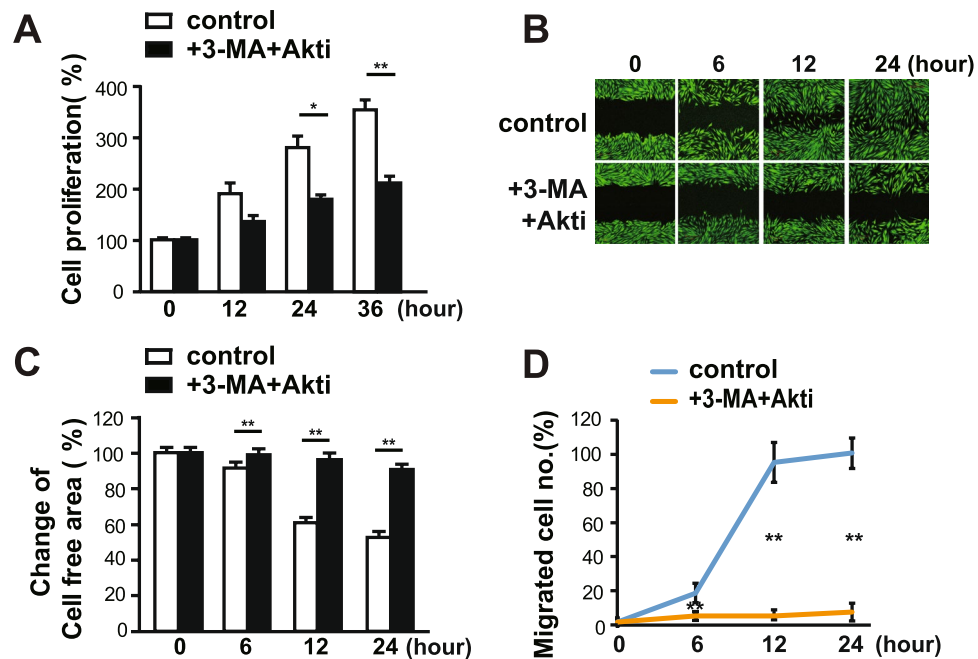 A
control
+3-MA+Akti
Cell proliferation( %)
400
300
200
100
0
*
**
0 12 24 36 (hour)
B
0 6 12 24 (hour)
control
+3-MA
+Akti
C
control
+3-MA+Akti
Change of
Cell free area ( %)
120
100
80
60
40
20
0
** ** **
0 6 12 24 (hour)
D
control
+3-MA+Akti
Migrated cell no.(%)
120
100
80
60
40
20
0
** ** **
0 6 12 24 (hour)